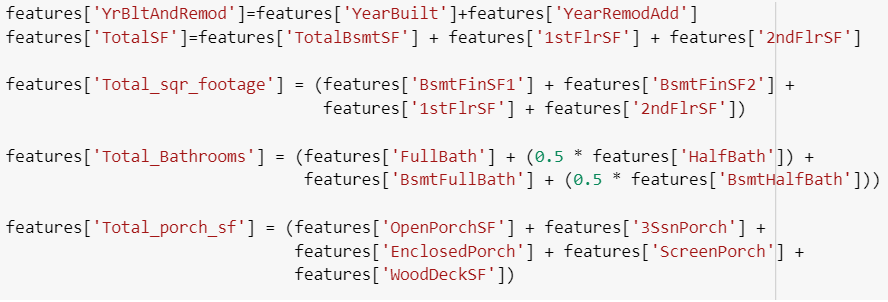 features['YrBltAndRemod']=features['YearBuilt']+features['YearRemodAdd']
features['TotalSF']=features['TotalBsmtSF'] + features['1stFlrSF'] + features['2ndFlrSF']
features['Total_sqr_footage'] = (features['BsmtFinSF1'] + features['BsmtFinSF2'] +
features['1stFlrSF'] + features['2ndFlrSF'])
features['Total_Bathrooms'] = (features['FullBath'] + (0.5 * features['HalfBath']) +
features['BsmtFullBath'] + (0.5 * features['BsmtHalfBath']))
features['Total_porch_sf'] = (features['OpenPorchSF'] + features['3SsnPorch'] +
features['EnclosedPorch'] + features['ScreenPorch'] +
features['WoodDeckSF'])